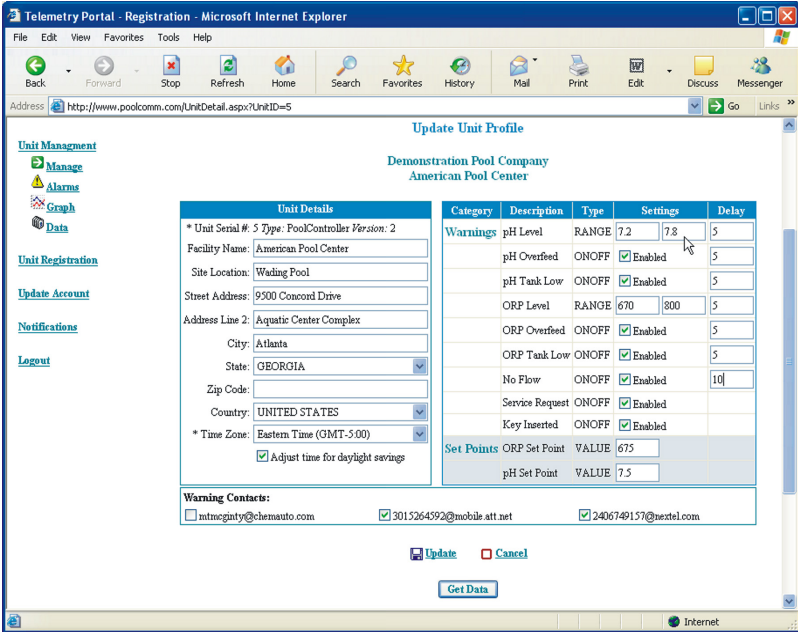 Telemetry Portal - Registration - Microsoft Internet Explorer
File Edit View Favorites Tools Help
Back Forward Stop Refresh Home Search Favorites History Mail Print Edit Discuss Messenger
Address http://www.poolcomm.com/UnitDetail.aspx?UnitID=5 Go Links »
Unit Managment
Manage
Alarms
Graph
Data
Unit Registration
Update Account
Notifications
Logout
Update Unit Profile
Demonstration Pool Company
American Pool Center
Unit Details
* Unit Serial #: 5 Type: PoolController Version: 2
Facility Name: American Pool Center
Site Location: Wading Pool
Street Address: 9500 Concord Drive
Address Line 2: Aquatic Center Complex
City: Atlanta
State: GEORGIA
Zip Code:
Country: UNITED STATES
* Time Zone: Eastern Time (GMT-5:00)
Adjust time for daylight savings
Category Description Type Settings Delay
Warnings pH Level RANGE 7.2 7.8 5
pH Overfeed ONOFF Enabled 5
pH Tank Low ONOFF Enabled 5
ORP Level RANGE 670 800 5
ORP Overfeed ONOFF Enabled 5
ORP Tank Low ONOFF Enabled 5
No Flow ONOFF Enabled 10
Service Request ONOFF Enabled
Key Inserted ONOFF Enabled
Set Points ORP Set Point VALUE 675
pH Set Point VALUE 7.5
Warning Contacts:
mtmcginty@chemauto.com 3015264592@mobile.att.net 2406749157@nextel.com
Update Cancel
Get Data
Internet